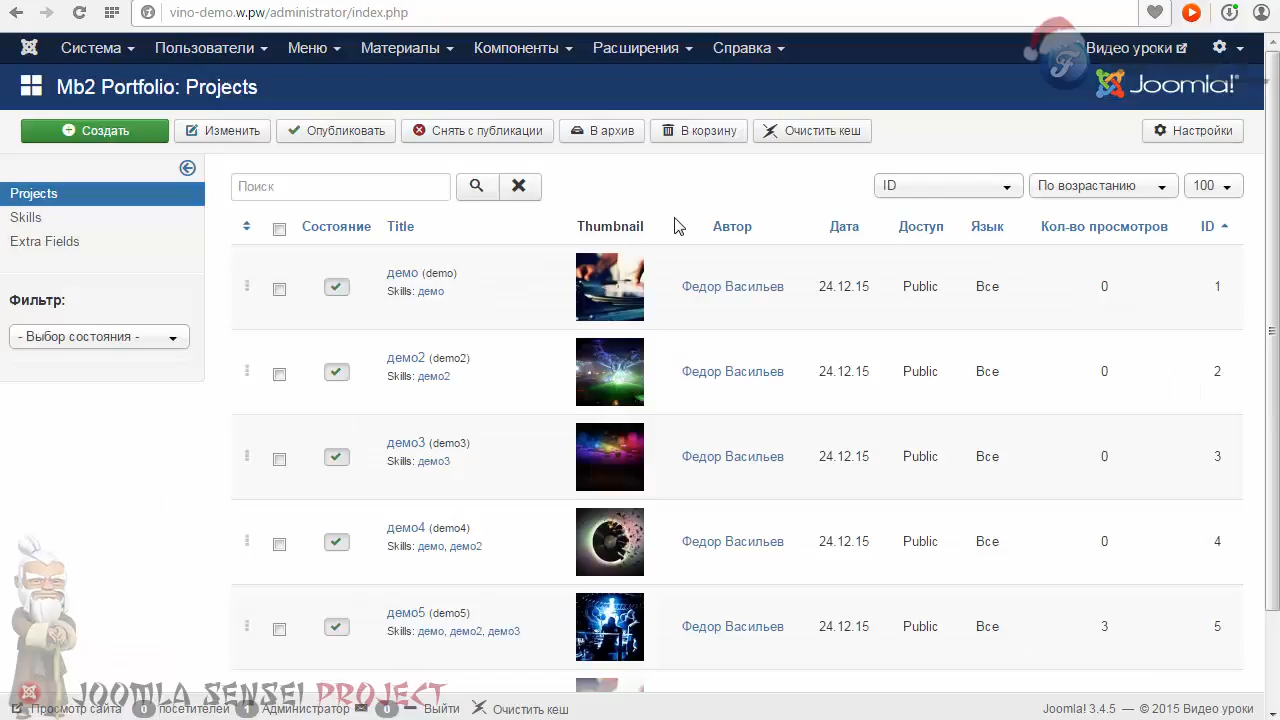 vino-demo.w.pw/administrator/index.php
Система Пользователи Меню Материалы Компоненты Расширения Справка Видео уроки
Mb2 Portfolio: Projects Joomla!®
Создать Изменить Опубликовать Снять с публикации В архив В корзину Очистить кеш Настройки
Projects
Skills
Extra Fields
Фильтр:
- Выбор состояния -
Поиск ID По возрастанию 100
Состояние Title Thumbnail Автор Дата Доступ Язык Кол-во просмотров ID
демо (demo)
Skills: демо
Федор Васильев 24.12.15 Public Все 0 1
демо2 (demo2)
Skills: демо2
Федор Васильев 24.12.15 Public Все 0 2
демо3 (demo3)
Skills: демо3
Федор Васильев 24.12.15 Public Все 0 3
демо4 (demo4)
Skills: демо, демо2
Федор Васильев 24.12.15 Public Все 0 4
демо5 (demo5)
Skills: демо, демо2, демо3
Федор Васильев 24.12.15 Public Все 3 5
JOOMLA SENSEI PROJECT
Просмотр сайта 0 посетителей 1 Администратор 0 Выйти Очистить кеш Joomla! 3.4.5 — © 2015 Видео уроки